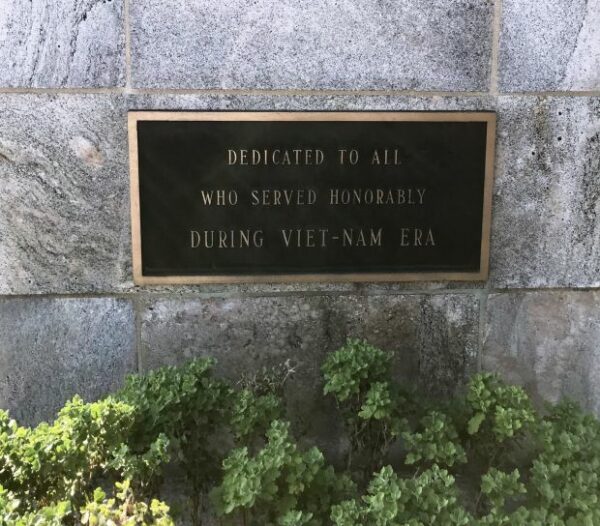 DEDICATED TO ALL
WHO SERVED HONORABLY
DURING VIET-NAM ERA